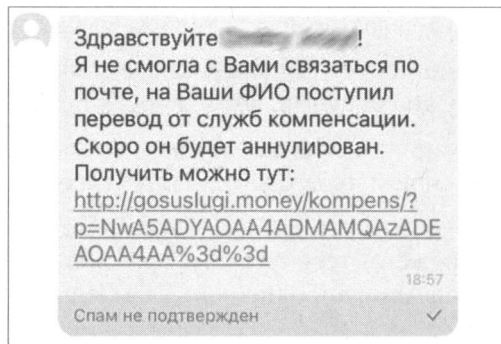 Здравствуйте !
Я не смогла с Вами связаться по
почте, на Ваши ФИО поступил
перевод от служб компенсации.
Скоро он будет аннулирован.
Получить можно тут:
http://gosuslugi.money/kompens/?
p=NwA5ADYAOAA4ADMAMQAzADE
AOAA4AA%3d%3d
18:57
Спам не подтвержден